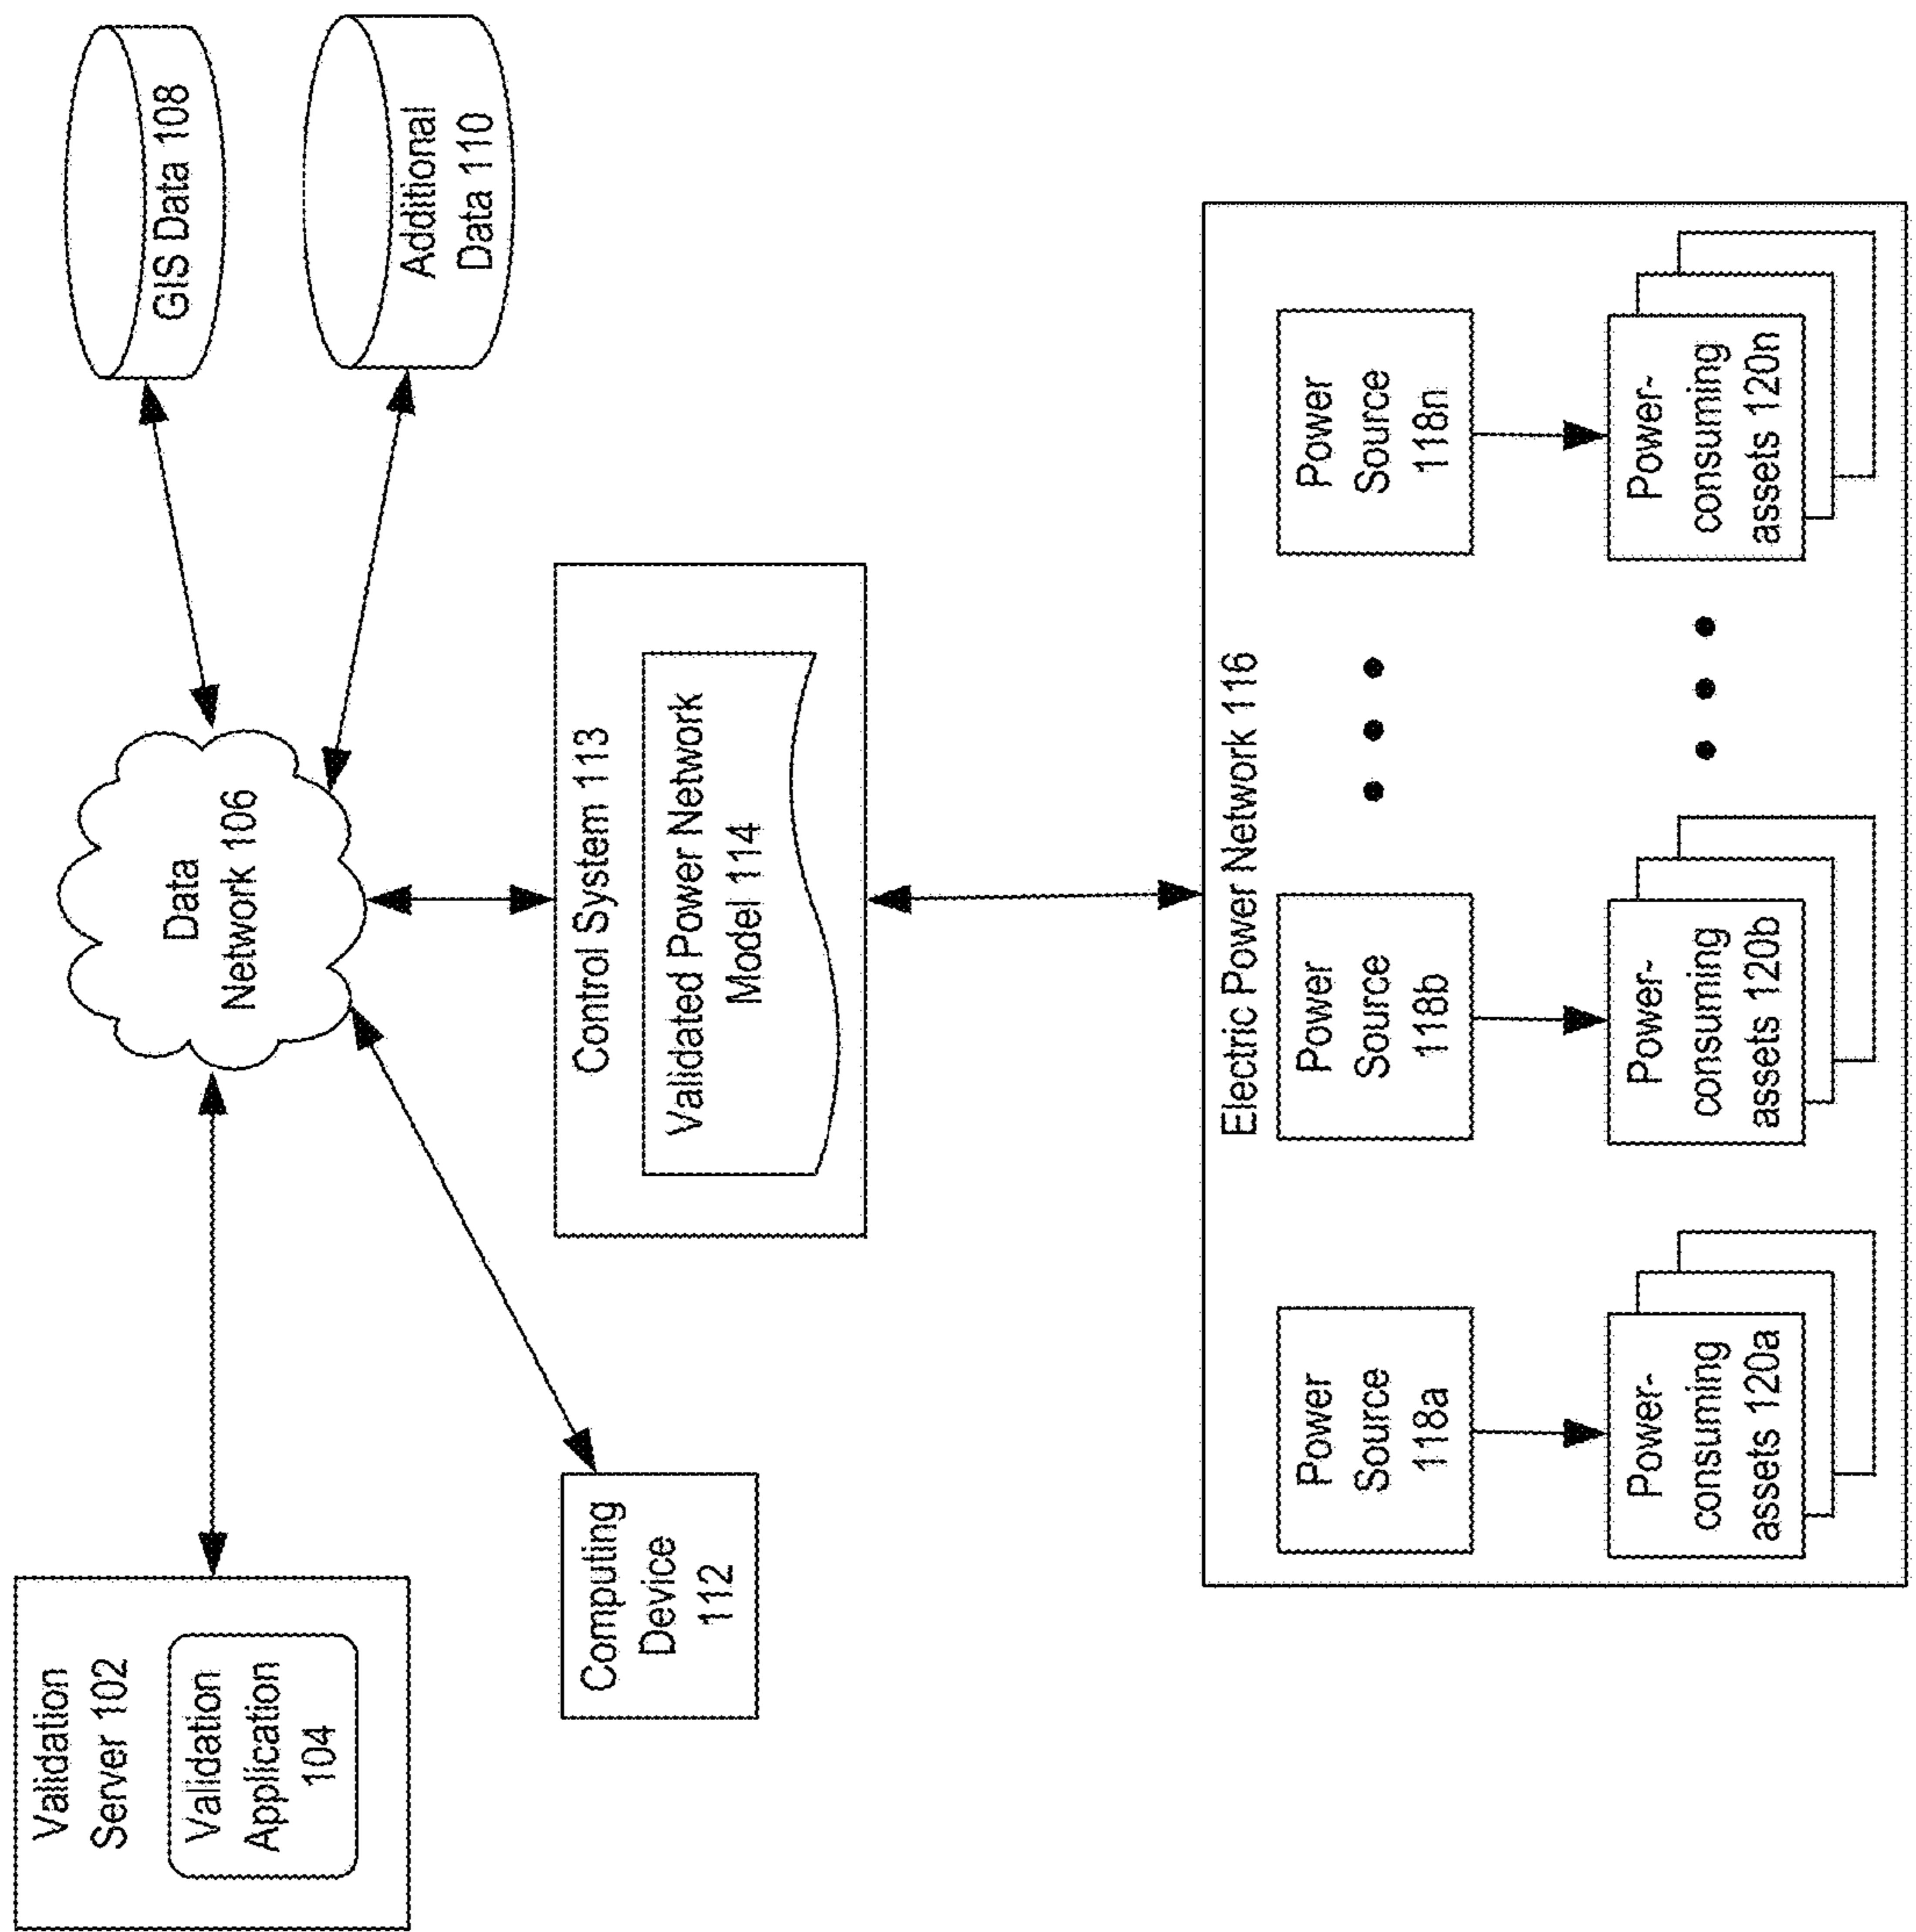 Validation
Server 102
Validation
Application
104
Data
Network 106
GIS Data 108
Additional
Data 110
Computing
Device
112
Control System 113
Validated Power Network
Model 114
Electric Power Network 116
Power
Source
118a
Power
Source
118b
Power
Source
118n
Power-
consuming
assets 120a
Power-
consuming
assets 120b
Power-
consuming
assets 120n